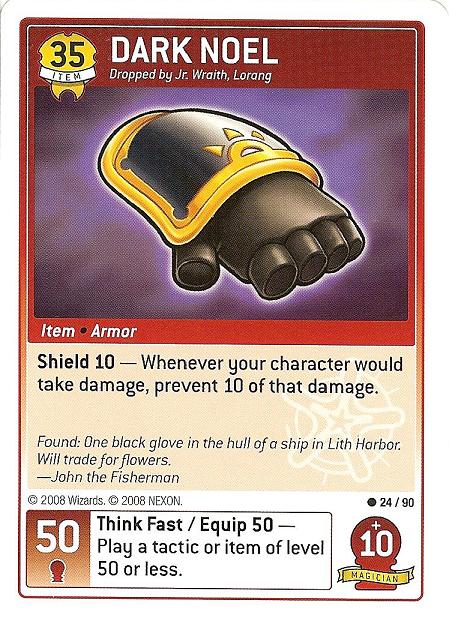 35
ITEM
DARK NOEL
Dropped by Jr. Wraith, Lorang
Item • Armor
Shield 10 — Whenever your character would
take damage, prevent 10 of that damage.
Found: One black glove in the hull of a ship in Lith Harbor.
Will trade for flowers.
—John the Fisherman
© 2008 Wizards. © 2008 NEXON.
● 24 / 90
50
Think Fast / Equip 50 —
Play a tactic or item of level
50 or less.
+
10
MAGICIAN